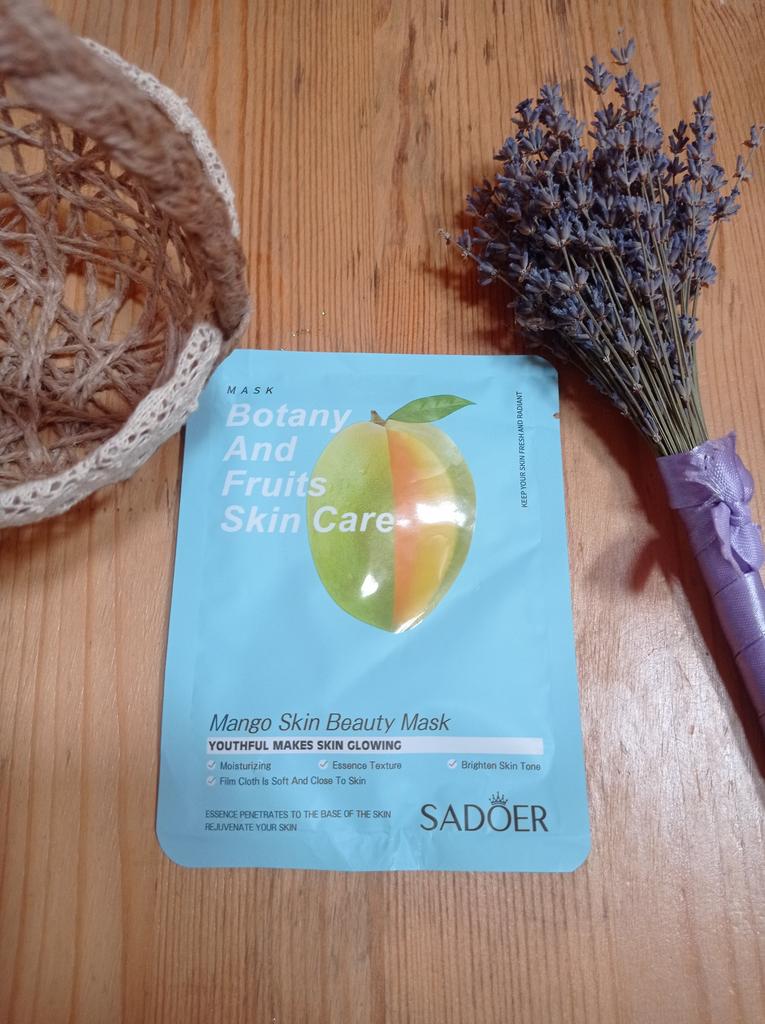 MASK
Botany
And
Fruits
Skin Care
KEEP YOUR SKIN FRESH AND RADIANT
Mango Skin Beauty Mask
YOUTHFUL MAKES SKIN GLOWING
Moisturizing Essence Texture Brighten Skin Tone
Film Cloth Is Soft And Close To Skin
ESSENCE PENETRATES TO THE BASE OF THE SKIN
REJUVENATE YOUR SKIN
SADOER